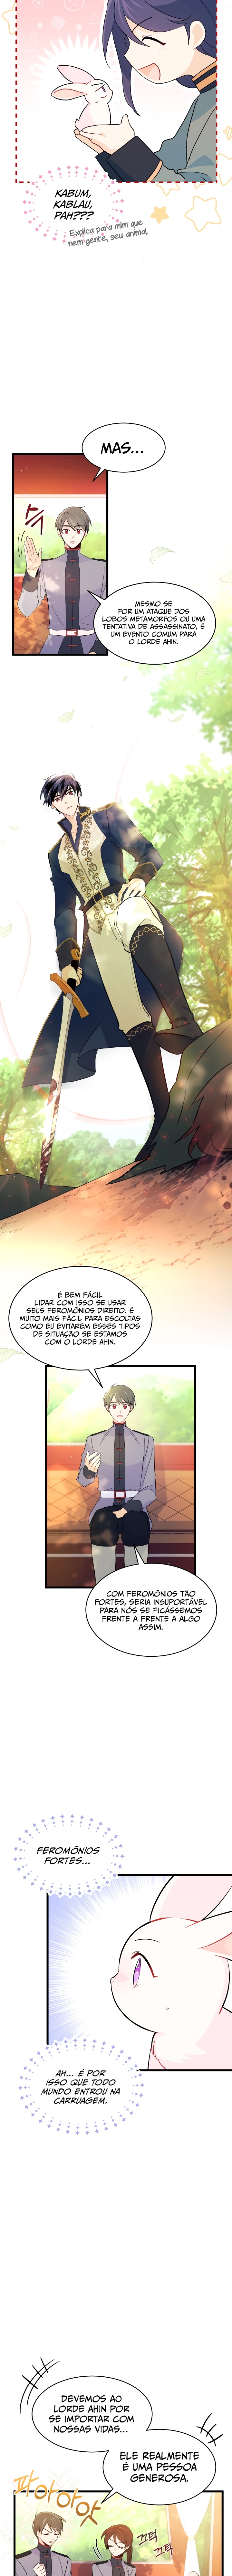 KABUM,
KABLAU,
PAH???
Explica para mim que
nem gente, seu animal.
MAS...
MESMO SE
FOR UM ATAQUE DOS
LOBOS METAMORFOS OU UMA
TENTATIVA DE ASSASSINATO, É
UM EVENTO COMUM PARA
O LORDE AHIN.
É BEM FÁCIL
LIDAR COM ISSO SE USAR
SEUS FEROMÔNIOS DIREITO. É
MUITO MAIS FÁCIL PARA ESCOLTAS
COMO EU EVITAREM ESSES TIPOS
DE SITUAÇÃO SE ESTAMOS
COM O LORDE AHIN.
COM FEROMÔNIOS TÃO
FORTES, SERIA INSUPORTÁVEL
PARA NÓS SE FICÁSSEMOS
FRENTE A FRENTE A ALGO
ASSIM.
FEROMÔNIOS
FORTES...
AH... É POR
ISSO QUE TODO
MUNDO ENTROU NA
CARRUAGEM.
DEVEMOS AO
LORDE AHIN POR
SE IMPORTAR COM
NOSSAS VIDAS...
ELE REALMENTE
É UMA PESSOA
GENEROSA.
파아아앗
끄덕
끄덕